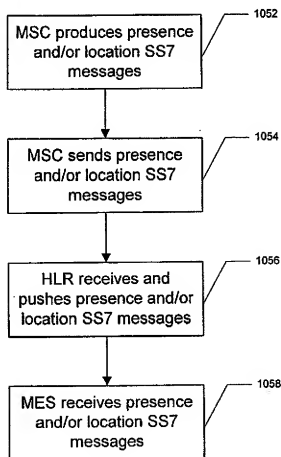 1052
MSC produces presence
and/or location SS7
messages
1054
MSC sends presence
and/or location SS7
messages
1056
HLR receives and
pushes presence and/or
location SS7 messages
1058
MES receives presence
and/or location SS7
messages